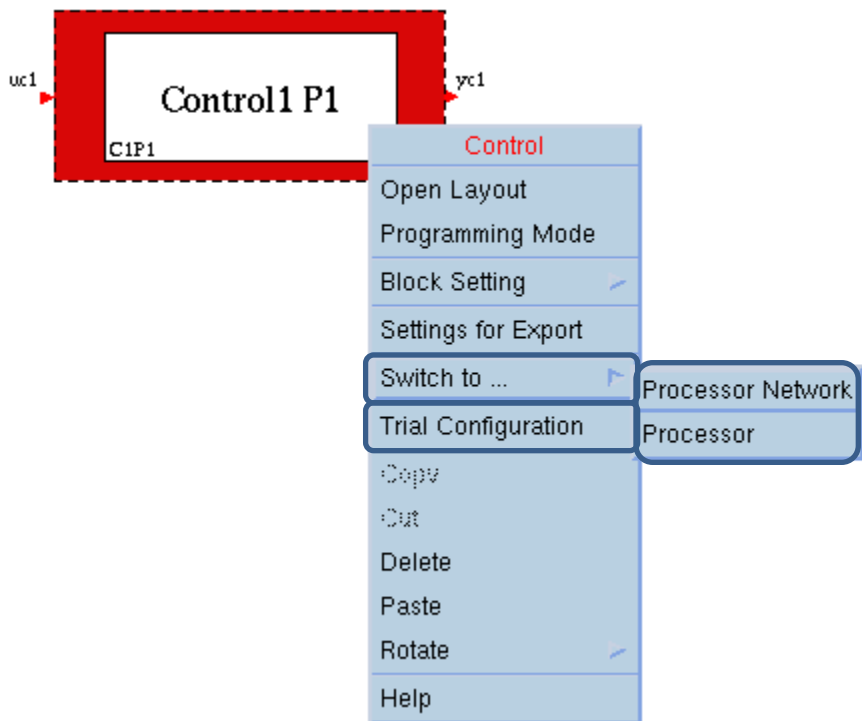 uc1
yc1
Control1 P1
C1P1
Control
Open Layout
Programming Mode
Block Setting
Settings for Export
Switch to ...
Processor Network
Trial Configuration
Processor
Copy
Cut
Delete
Paste
Rotate
Help